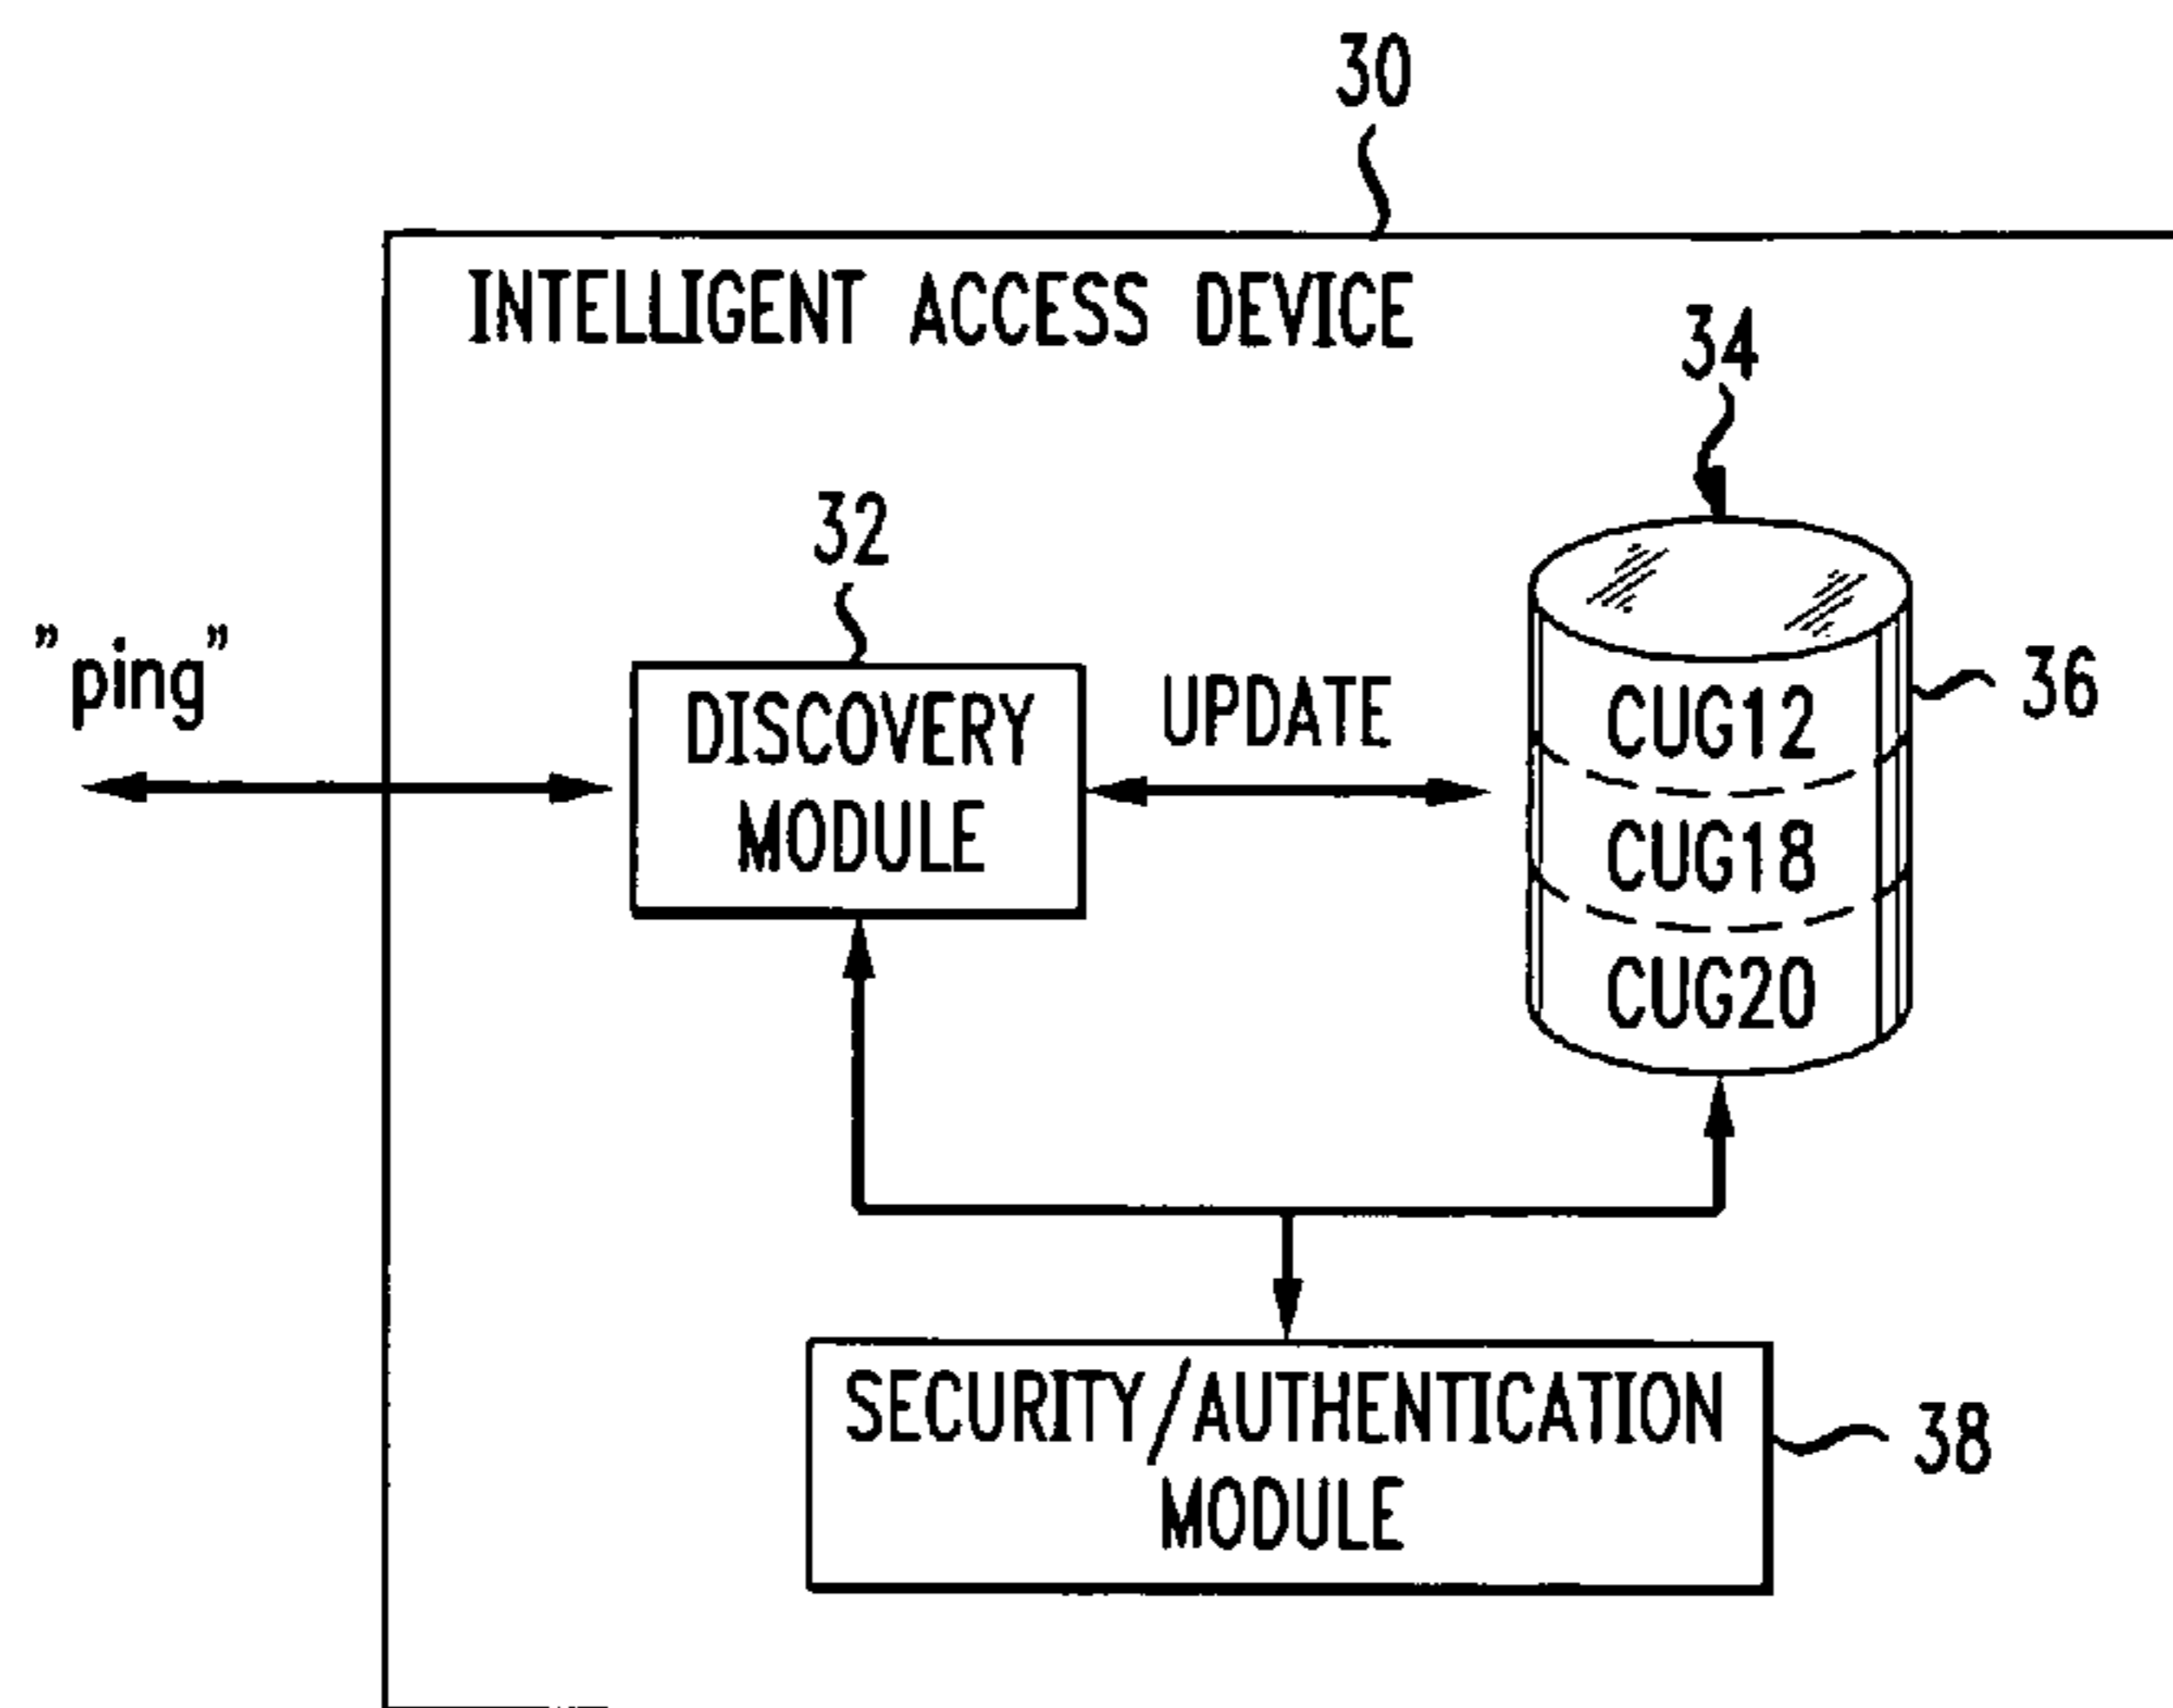 30
INTELLIGENT ACCESS DEVICE
34
32
"ping"
DISCOVERY
MODULE
UPDATE
36
CUG12
CUG18
CUG20
SECURITY/AUTHENTICATION
MODULE
38